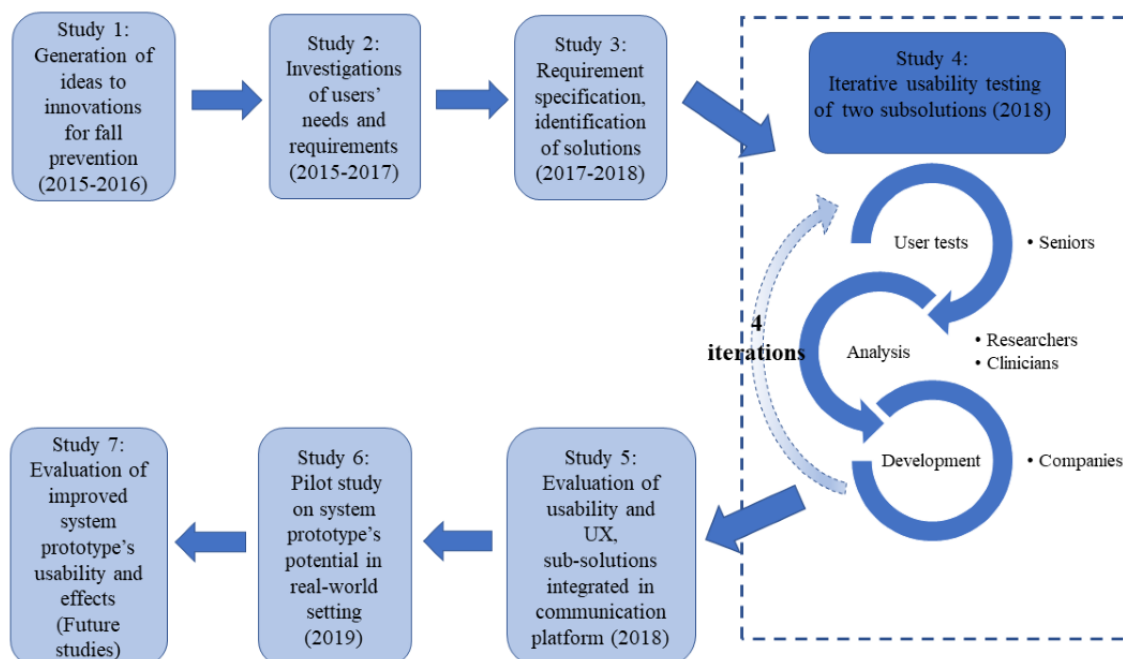 Study 1:
Generation of
ideas to
innovations
for fall
prevention
(2015-2016)
Study 2:
Investigations
of users’
needs and
requirements
(2015-2017)
Study 3:
Requirement
specification,
identification
of solutions
(2017-2018)
Study 4:
Iterative usability testing
of two subsolutions (2018)
User tests
• Seniors
4
iterations
Analysis
• Researchers
• Clinicians
Development
• Companies
Study 5:
Evaluation of
usability and
UX,
sub-solutions
integrated in
communication
platform (2018)
Study 6:
Pilot study
on system
prototype’s
potential in
real-world
setting
(2019)
Study 7:
Evaluation of
improved
system
prototype’s
usability and
effects
(Future
studies)